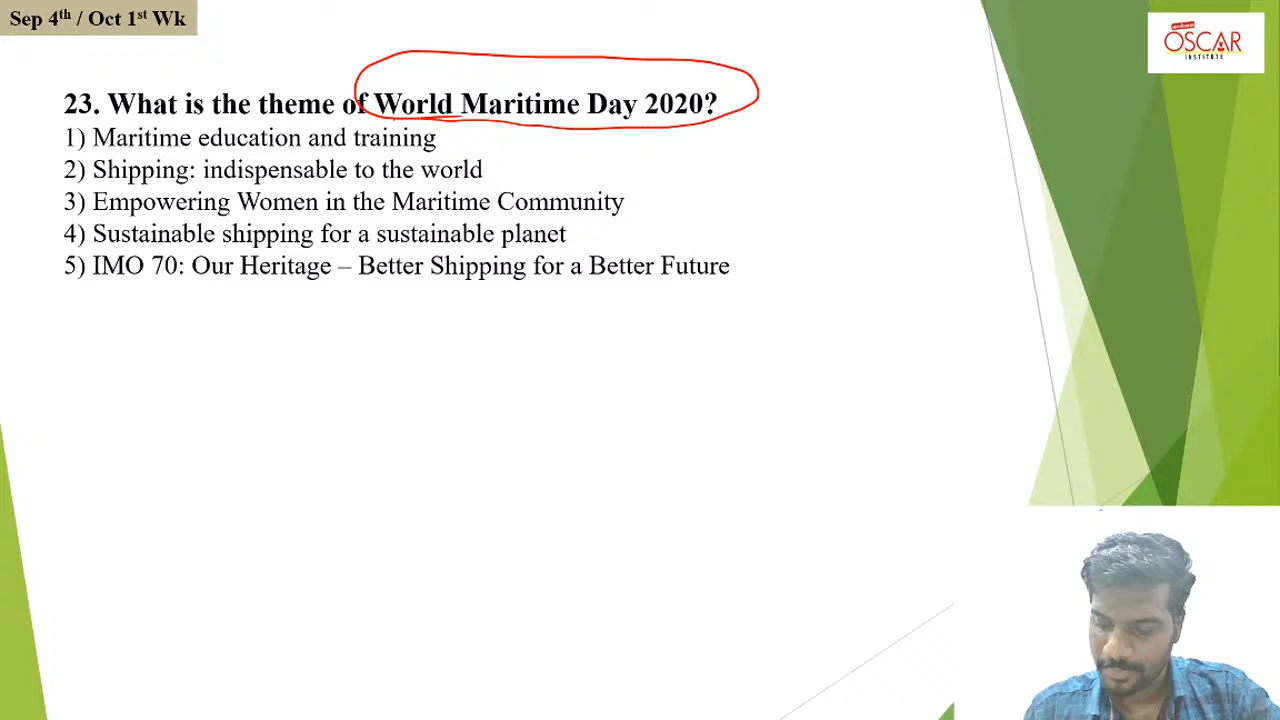 Sep 4th / Oct 1st Wk
OSCAR
INSTITUTE
23. What is the theme of World Maritime Day 2020?
1) Maritime education and training
2) Shipping: indispensable to the world
3) Empowering Women in the Maritime Community
4) Sustainable shipping for a sustainable planet
5) IMO 70: Our Heritage – Better Shipping for a Better Future